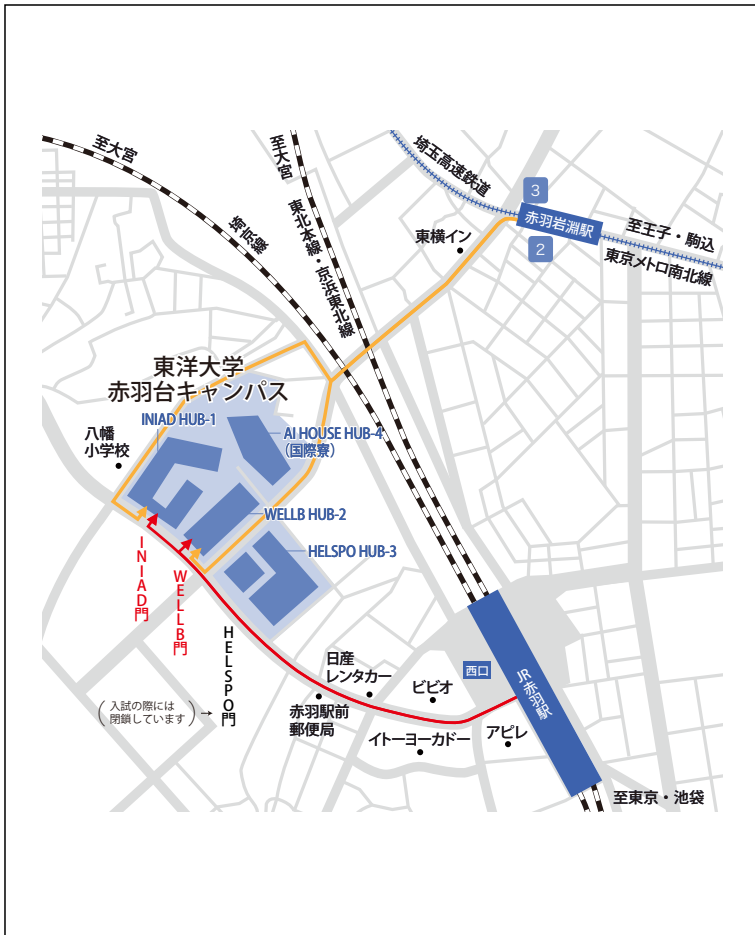 至大宮
至大宮
埼玉高速鉄道
3
赤羽岩淵駅
至王子・駒込
2
東京メトロ南北線
東横イン
埼京線
東北本線・京浜東北線
東洋大学
赤羽台キャンパス
INIAD HUB-1
八幡
小学校
AI HOUSE HUB-4
(国際寮)
WELLB HUB-2
HELSPO HUB-3
INIAD門
WELLB門
HELSPO門
入試の際には
閉鎖しています
→
日産
レンタカー
ビビオ
西口
JR赤羽駅
赤羽駅前
郵便局
イトーヨーカドー
アピレ
至東京・池袋